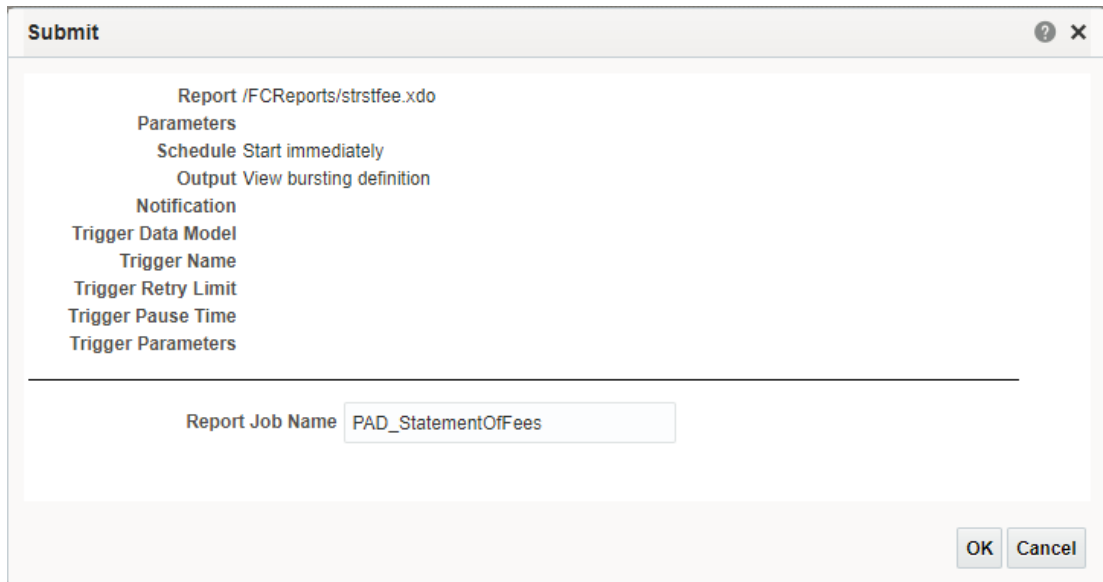 Submit
Report /FCReports/strstfee.xdo
Parameters
Schedule Start immediately
Output View bursting definition
Notification
Trigger Data Model
Trigger Name
Trigger Retry Limit
Trigger Pause Time
Trigger Parameters
Report Job Name PAD_StatementOfFees
OK Cancel